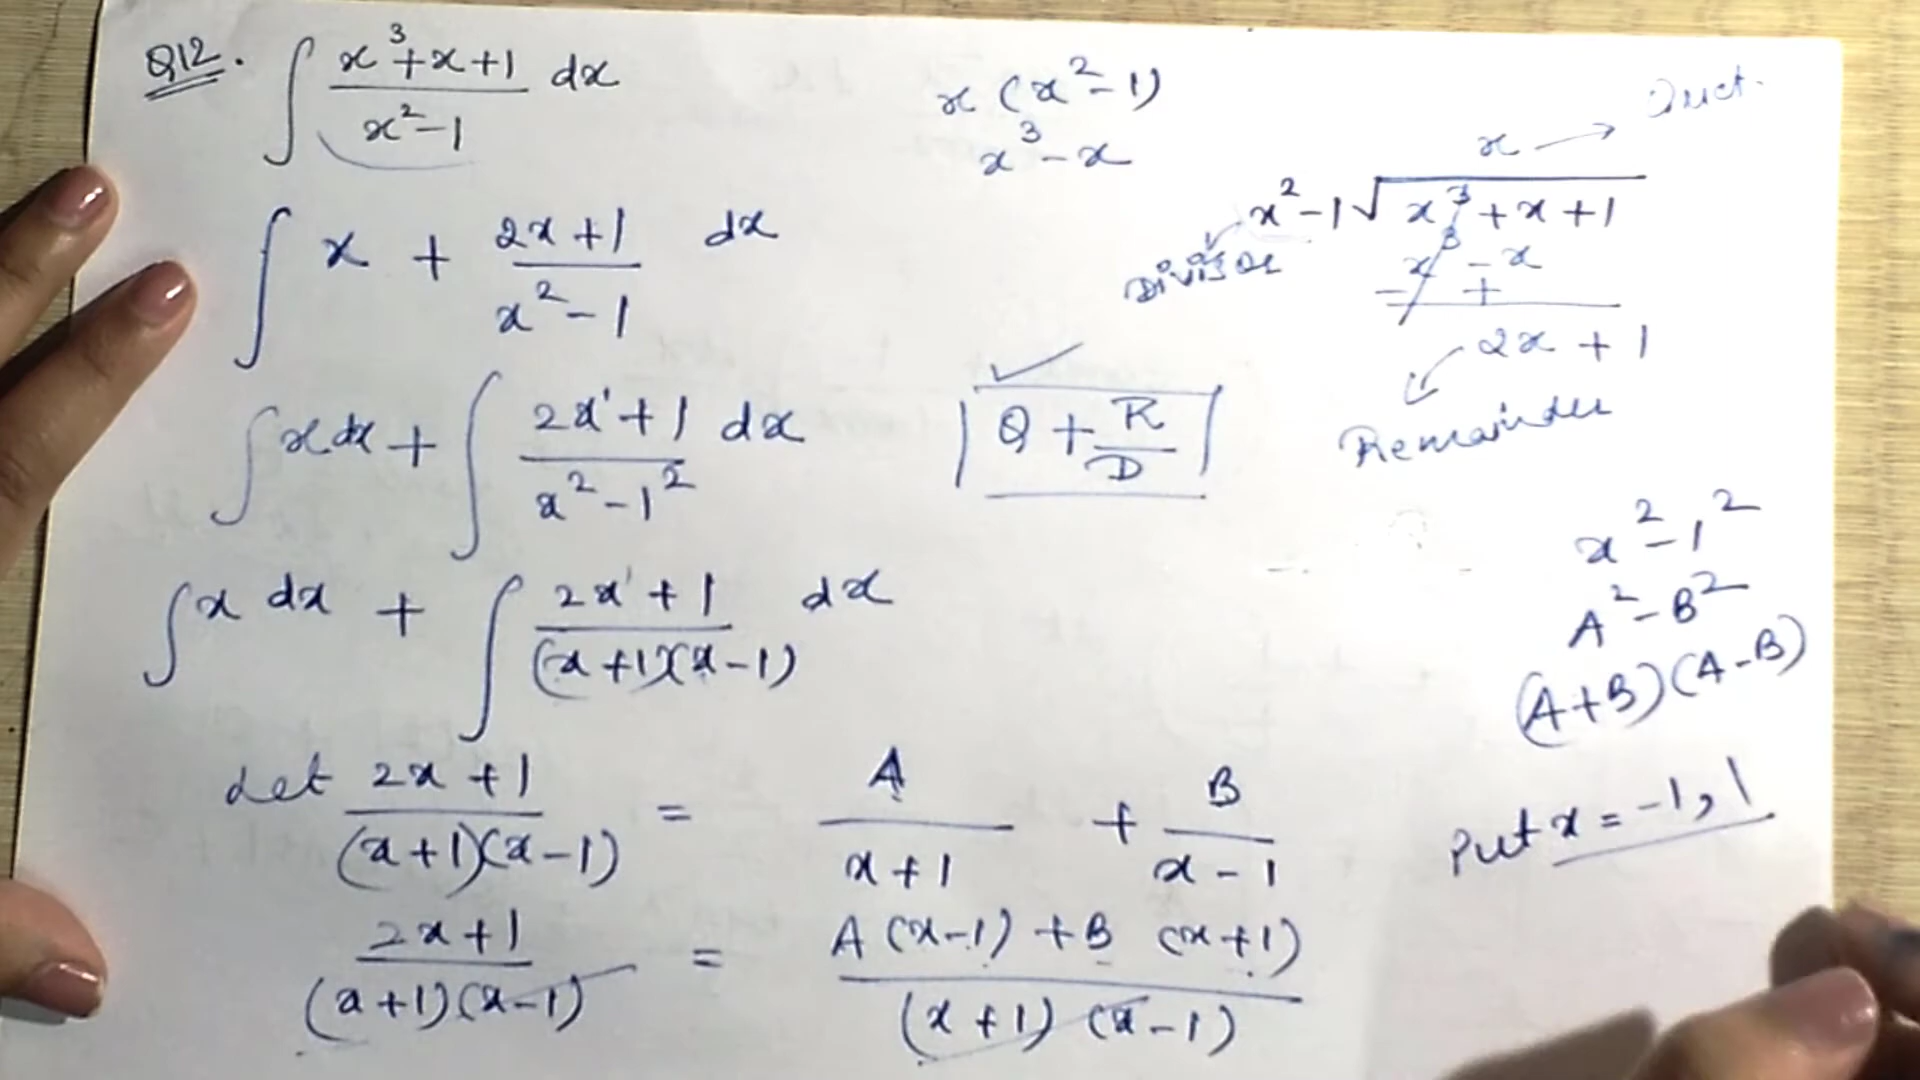 Q12. ∫ x³+x+1 / x²-1 dx
∫ x + 2x+1 / x²-1 dx
∫ x dx + ∫ 2x+1 / x²-1² dx
∫ x dx + ∫ 2x+1 / (x+1)(x-1) dx
Let 2x+1 / (x+1)(x-1) = A / x+1 + B / x-1
2x+1 / (x+1)(x-1) = A(x-1)+B(x+1) / (x+1)(x-1)
x(x²-1)
x³-x
Q + R/D
x → Quot.
x²-1 √ x³+x+1
Divisor
x³ - x
- +
2x+1
Remainder
x²-1²
A²-B²
(A+B)(A-B)
Put x = -1, 1